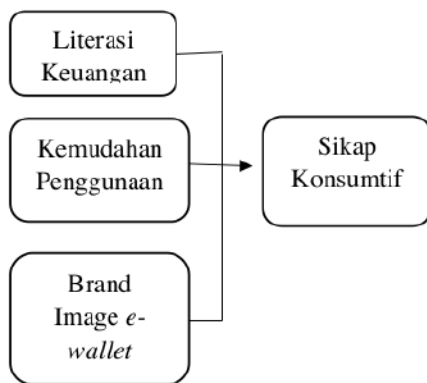 Literasi
Keuangan
Kemudahan
Penggunaan
Sikap
Konsumtif
Brand
Image e-
wallet